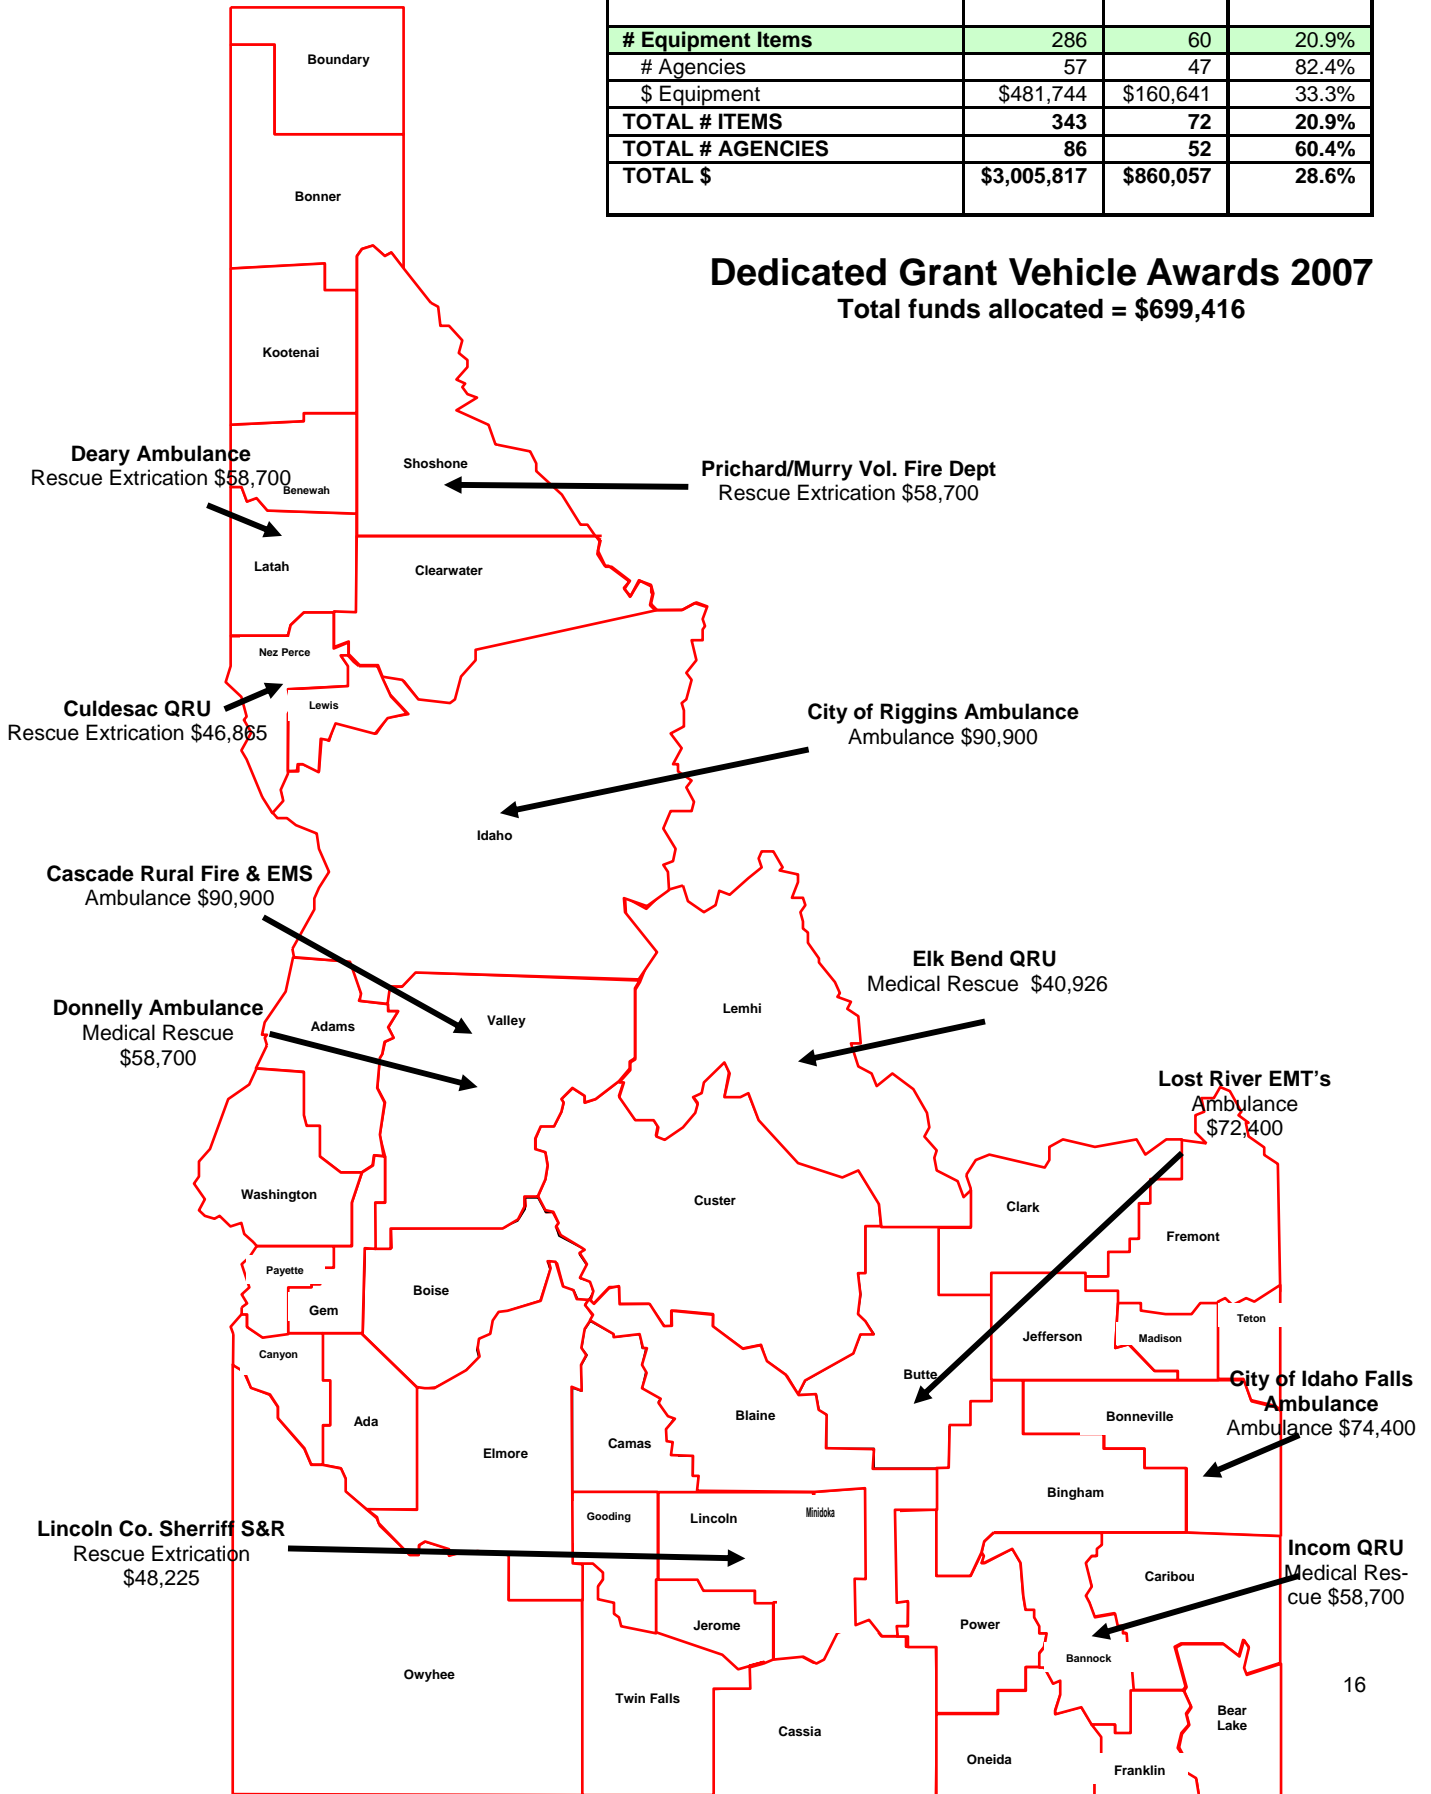 # Equipment Items 286 60 20.9%
# Agencies 57 47 82.4%
$ Equipment $481,744 $160,641 33.3%
TOTAL # ITEMS 343 72 20.9%
TOTAL # AGENCIES 86 52 60.4%
TOTAL $ $3,005,817 $860,057 28.6%
Dedicated Grant Vehicle Awards 2007
Total funds allocated = $699,416
Boundary
Bonner
Kootenai
Deary Ambulance
Rescue Extrication $58,700
Benewah
Shoshone
Prichard/Murry Vol. Fire Dept
Rescue Extrication $58,700
Latah
Clearwater
Nez Perce
Lewis
Culdesac QRU
Rescue Extrication $46,865
City of Riggins Ambulance
Ambulance $90,900
Idaho
Cascade Rural Fire & EMS
Ambulance $90,900
Donnelly Ambulance
Medical Rescue
$58,700
Adams
Valley
Lemhi
Elk Bend QRU
Medical Rescue $40,926
Lost River EMT's
Ambulance
$72,400
Washington
Custer
Clark
Fremont
Payette
Gem
Boise
Canyon
Ada
Elmore
Camas
Blaine
Butte
Jefferson
Madison
Teton
Bonneville
City of Idaho Falls
Ambulance
Ambulance $74,400
Bingham
Gooding
Lincoln
Minidoka
Lincoln Co. Sherriff S&R
Rescue Extrication
$48,225
Jerome
Power
Caribou
Bannock
Incom QRU
Medical Res-
cue $58,700
Owyhee
Twin Falls
Cassia
Oneida
Franklin
Bear
Lake
16